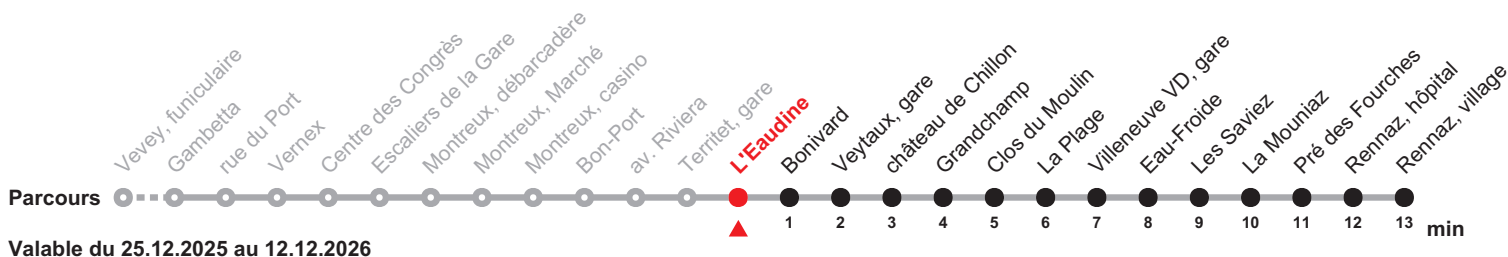 Vevey, funiculaire
Gambetta
rue du Port
Vernex
Centre des Congrès
Escaliers de la Gare
Montreux, débarcadère
Montreux, Marché
Montreux, casino
Bon-Port
av. Riviera
Territet, gare
L'Eaudine
Bonivard
Veytaux, gare
château de Chillon
Grandchamp
Clos du Moulin
La Plage
Villeneuve VD, gare
Eau-Froide
Les Saviez
La Mouniaz
Pré des Fourches
Rennaz, hôpital
Rennaz, village
Parcours
1 2 3 4 5 6 7 8 9 10 11 12 13 min
Valable du 25.12.2025 au 12.12.2026